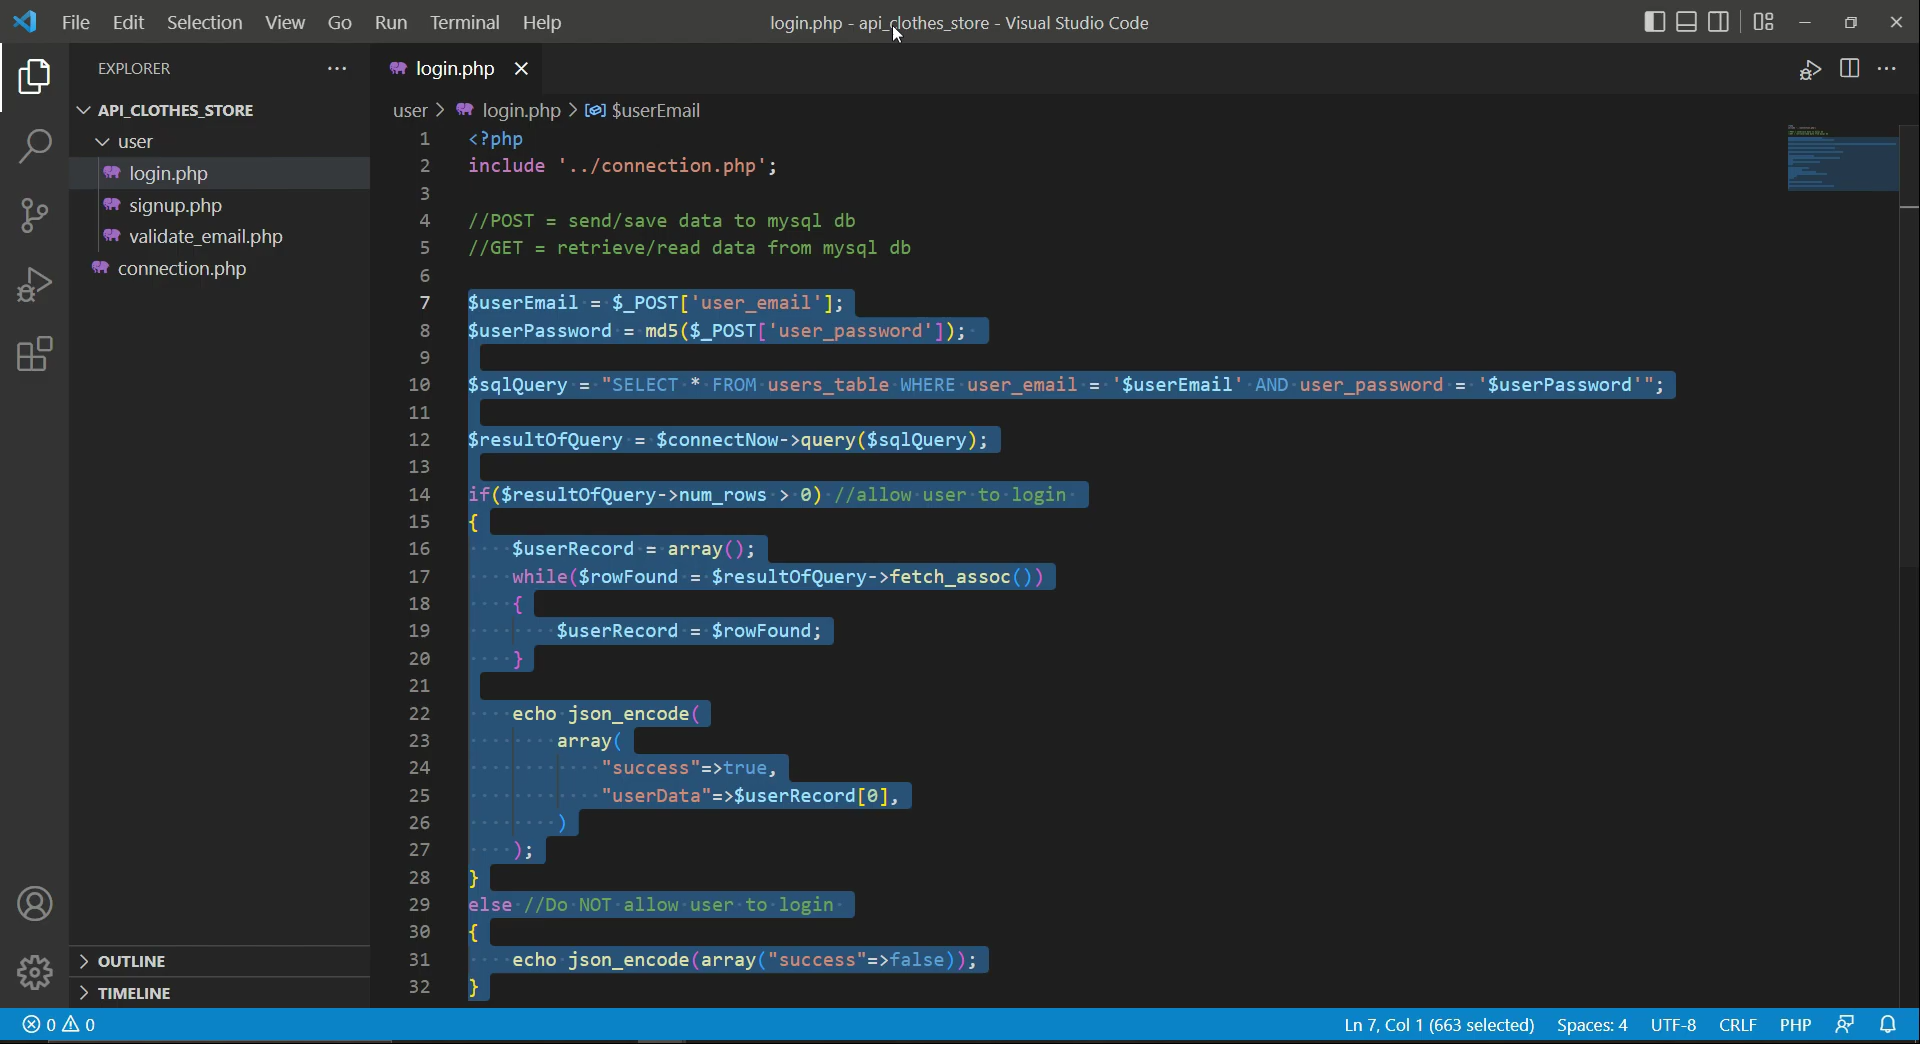 File Edit Selection View Go Run Terminal Help
login.php - api_clothes_store - Visual Studio Code
EXPLORER
API_CLOTHES_STORE
user
login.php
signup.php
validate_email.php
connection.php
OUTLINE
TIMELINE
login.php
user > login.php > $userEmail
1 <?php
2 include '../connection.php';
3
4 //POST = send/save data to mysql db
5 //GET = retrieve/read data from mysql db
6
7 $userEmail = $_POST['user_email'];
8 $userPassword = md5($_POST['user_password']);
9
10 $sqlQuery = "SELECT * FROM users_table WHERE user_email = '$userEmail' AND user_password = '$userPassword'";
11
12 $resultOfQuery = $connectNow->query($sqlQuery);
13
14 if($resultOfQuery->num_rows > 0) //allow user to login
15 {
16     $userRecord = array();
17     while($rowFound = $resultOfQuery->fetch_assoc())
18     {
19         $userRecord = $rowFound;
20     }
21
22     echo json_encode(
23         array(
24             "success"=>true,
25             "userData"=>$userRecord[0],
26         )
27     );
28 }
29 else //Do NOT allow user to login
30 {
31     echo json_encode(array("success"=>false));
32 }
0 0
Ln 7, Col 1 (663 selected) Spaces: 4 UTF-8 CRLF PHP